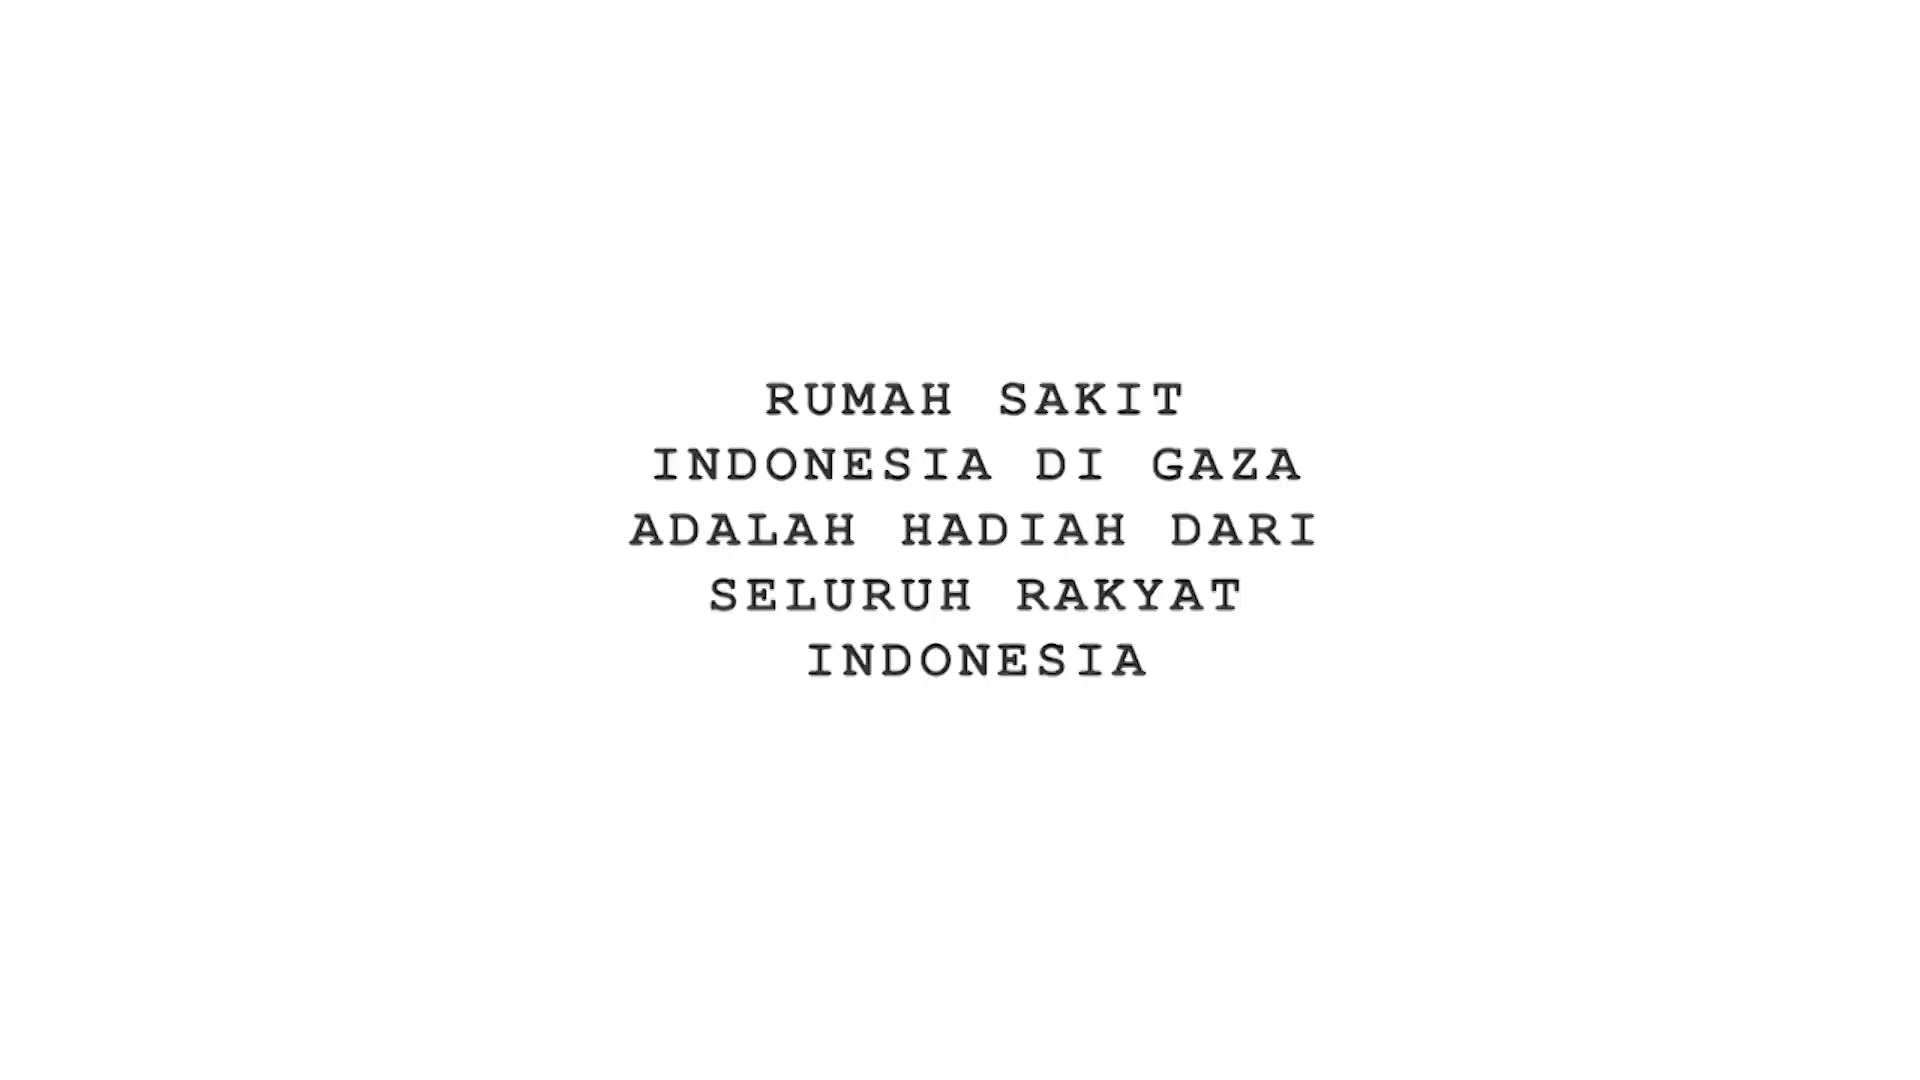 RUMAH SAKIT
INDONESIA DI GAZA
ADALAH HADIAH DARI
SELURUH RAKYAT
INDONESIA